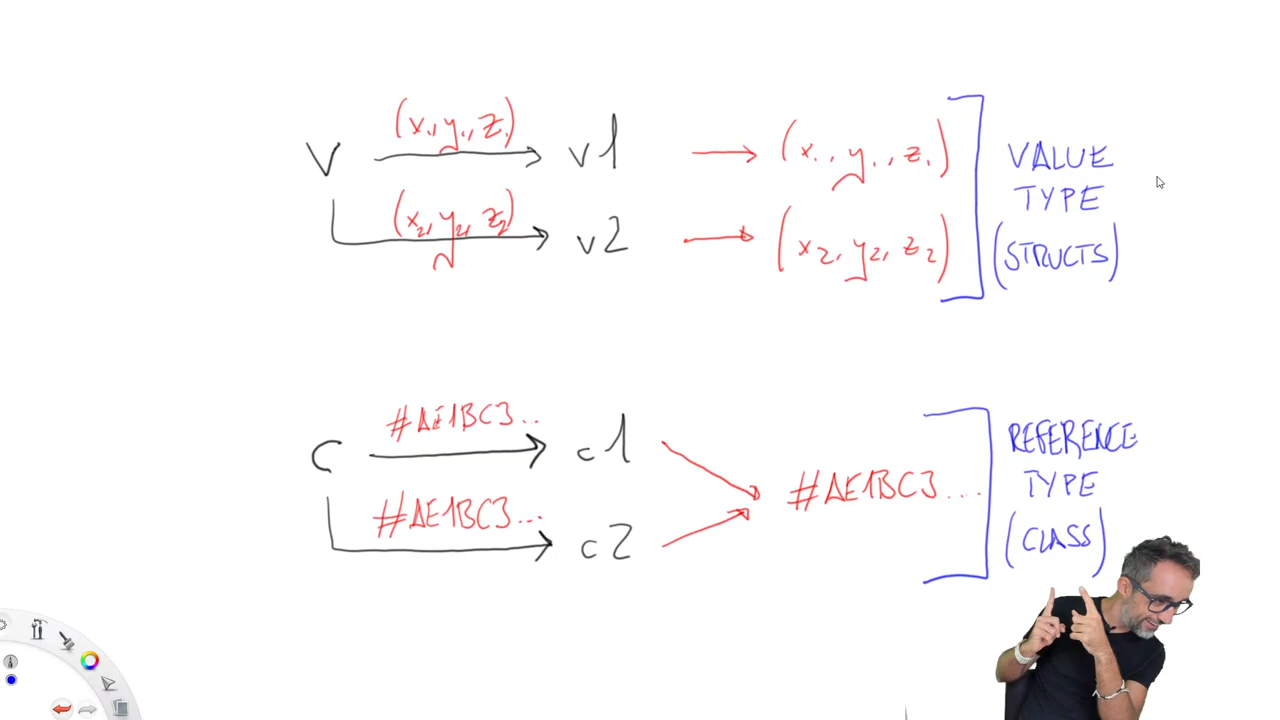 v (x1, y1, z1) v1 (x1, y1, z1)
(x2, y2, z2) v2 (x2, y2, z2)
VALUE
TYPE
(STRUCTS)
c #AE1BC3... c1
#AE1BC3... c2
#AE1BC3....
REFERENCE
TYPE
(CLASS)